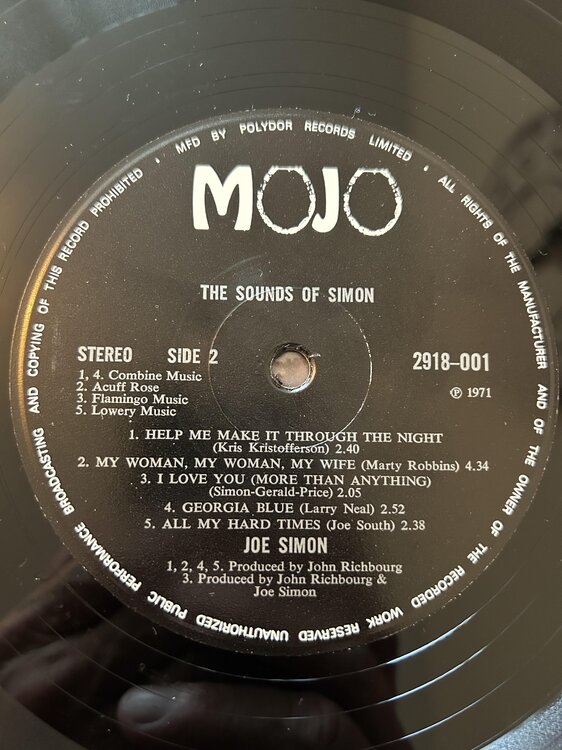 MFD BY POLYDOR RECORDS LIMITED • ALL RIGHTS OF THE MANUFACTURER AND OF THE OWNER OF THE RECORDED WORK RESERVED UNAUTHORIZED PUBLIC PERFORMANCE BROADCASTING AND COPYING OF THIS RECORD PROHIBITED •
MOJO
THE SOUNDS OF SIMON
STEREO SIDE 2
2918-001
1, 4. Combine Music
2. Acuff Rose
3. Flamingo Music
5. Lowery Music
℗ 1971
1. HELP ME MAKE IT THROUGH THE NIGHT
(Kris Kristofferson) 2.40
2. MY WOMAN, MY WOMAN, MY WIFE (Marty Robbins) 4.34
3. I LOVE YOU (MORE THAN ANYTHING)
(Simon-Gerald-Price) 2.05
4. GEORGIA BLUE (Larry Neal) 2.52
5. ALL MY HARD TIMES (Joe South) 2.38
JOE SIMON
1, 2, 4, 5. Produced by John Richbourg
3. Produced by John Richbourg &
Joe Simon